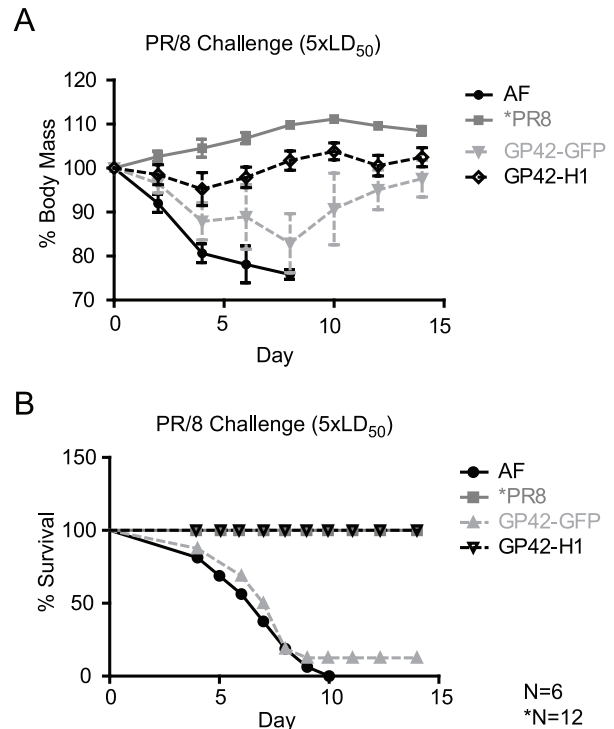 A
PR/8 Challenge (5xLD50)
120
110
100
90
80
70
% Body Mass
0
5
10
15
Day
AF
*PR8
GP42-GFP
GP42-H1
B
PR/8 Challenge (5xLD50)
150
100
50
0
% Survival
0
5
10
15
Day
AF
*PR8
GP42-GFP
GP42-H1
N=6
*N=12